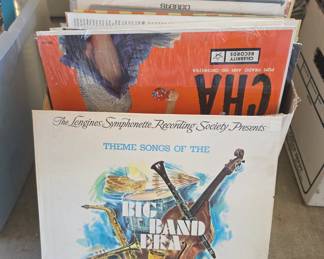 CELEBRITY
RECORDS
CHA
The Longines Symphonette Recording Society Presents
THEME SONGS OF THE
BIG
BAND
ERA